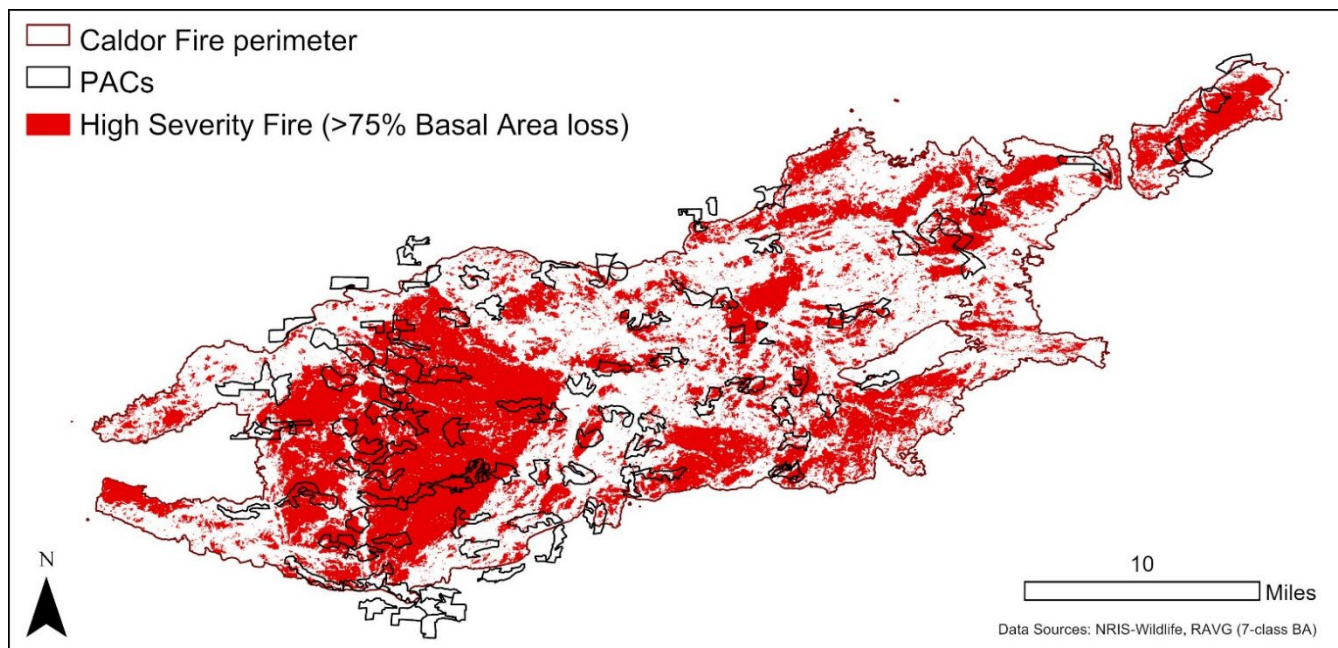 Caldor Fire perimeter
PACs
High Severity Fire (>75% Basal Area loss)
N
10
Miles
Data Sources: NRIS-Wildlife, RAVG (7-class BA)